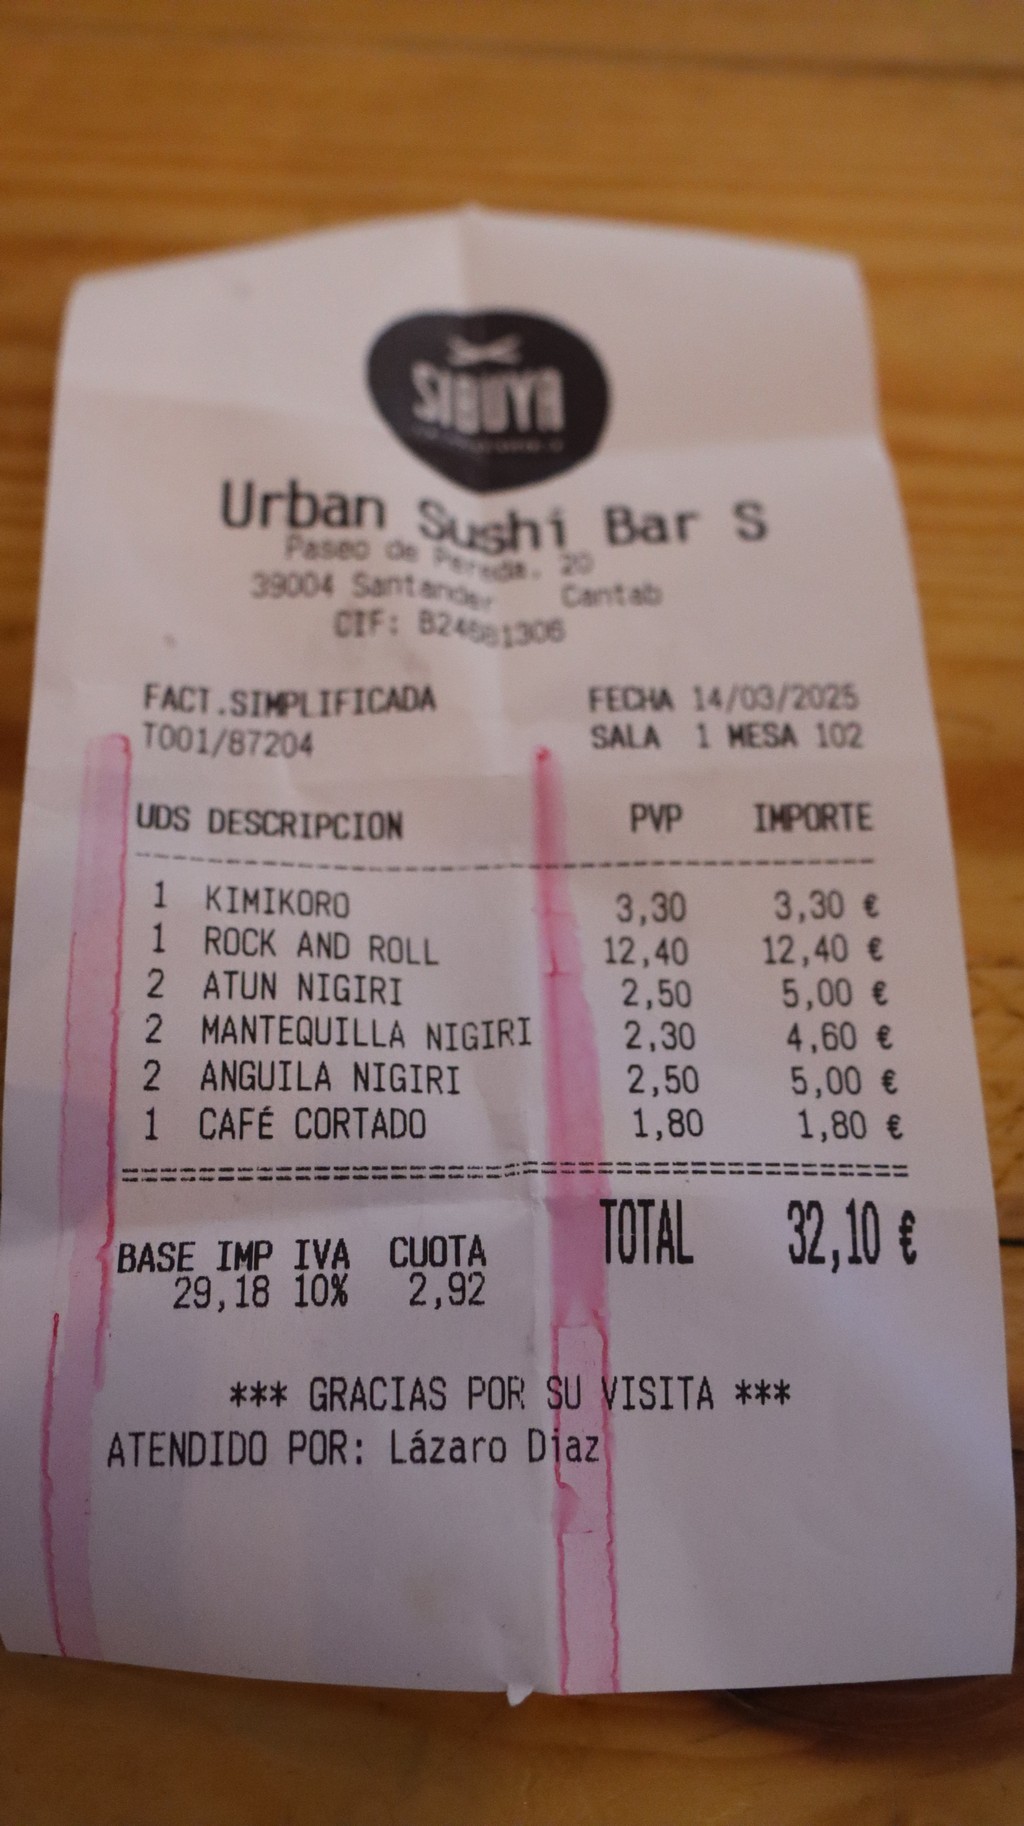 SIBUYA
Urban Sushi Bar S
Paseo de Pereda, 20
39004 Santander Cantab
CIF:
FACT.SIMPLIFICADA FECHA 14/03/2025
T001/87204 SALA 1 MESA 102
UDS DESCRIPCION PVP IMPORTE
1 KIMIKORO 3,30 3,30 €
1 ROCK AND ROLL 12,40 12,40 €
2 ATUN NIGIRI 2,50 5,00 €
2 MANTEQUILLA NIGIRI 2,30 4,60 €
2 ANGUILA NIGIRI 2,50 5,00 €
1 CAFÉ CORTADO 1,80 1,80 €
TOTAL 32,10 €
BASE IMP IVA CUOTA
29,18 10% 2,92
*** GRACIAS POR SU VISITA ***
ATENDIDO POR: Lázaro Diaz